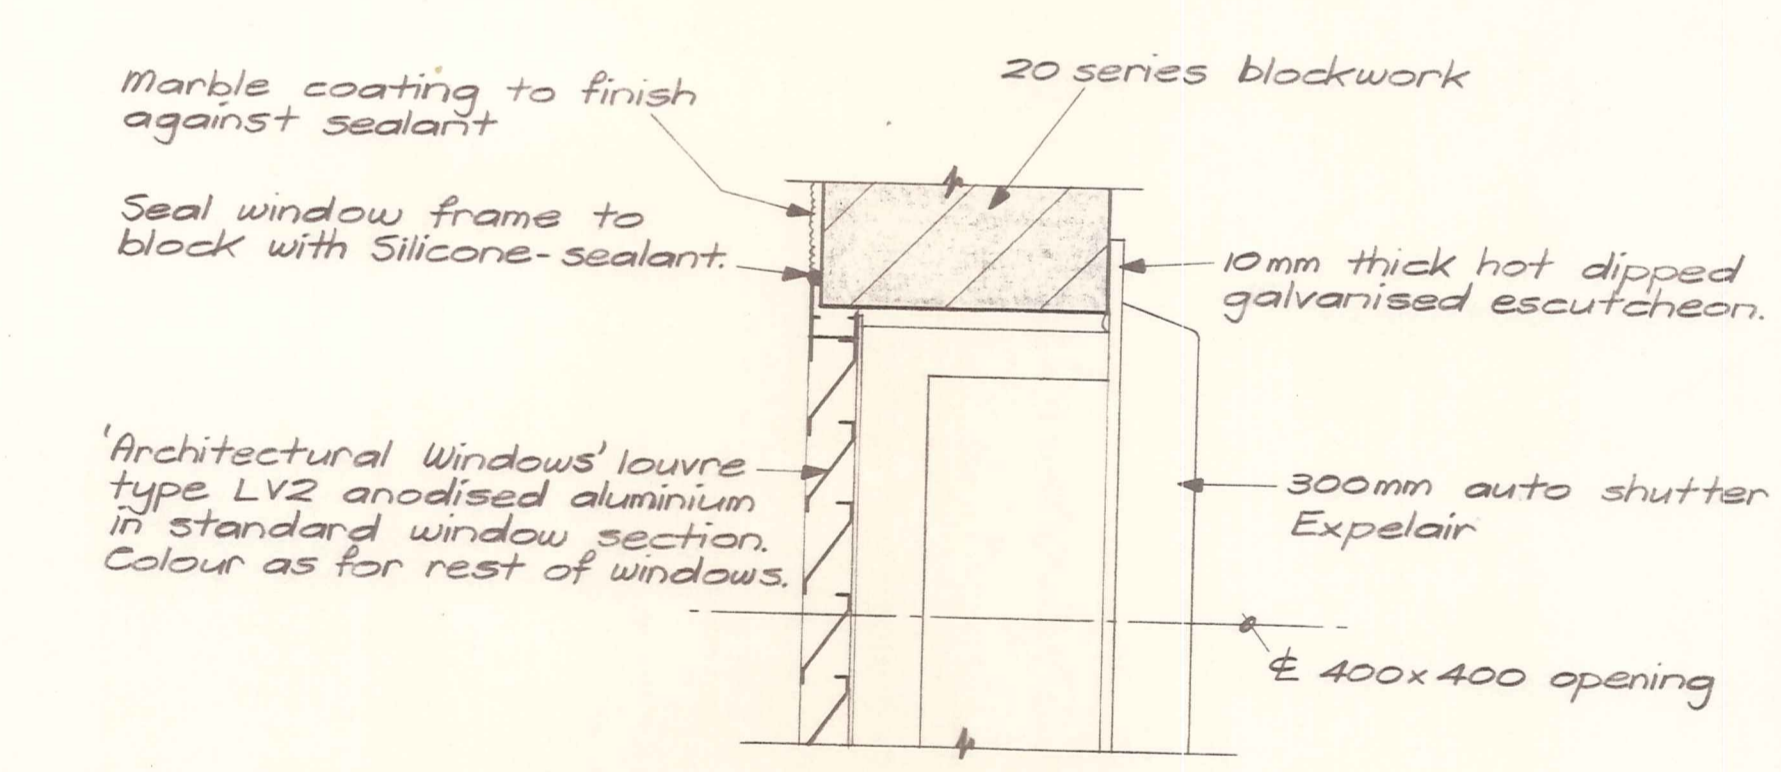 Marble coating to finish
against sealant
20 series blockwork
Seal window frame to
block with Silicone-sealant.
10mm thick hot dipped
galvanised escutcheon.
'Architectural Windows' louvre
type LV2 anodised aluminium
in standard window section.
Colour as for rest of windows.
300mm auto shutter
Expelair
℄ 400x400 opening